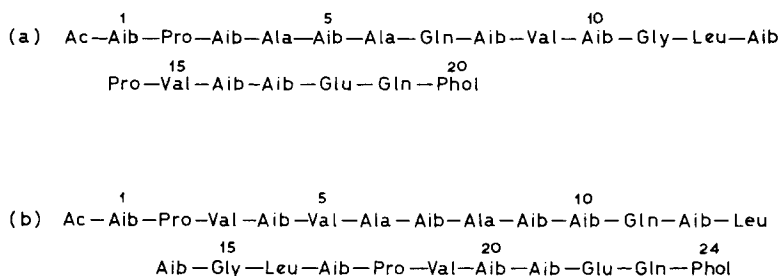 1 5 10
(a) Ac–Aib–Pro–Aib–Ala–Aib–Ala–Gln–Aib–Val–Aib–Gly–Leu–Aib
15 20
Pro–Val–Aib–Aib–Glu–Gln–Phol
1 5 10
(b) Ac–Aib–Pro–Val–Aib–Val–Ala–Aib–Ala–Aib–Aib–Gln–Aib–Leu
15 20 24
Aib–Gly–Leu–Aib–Pro–Val–Aib–Aib–Glu–Gln–Phol